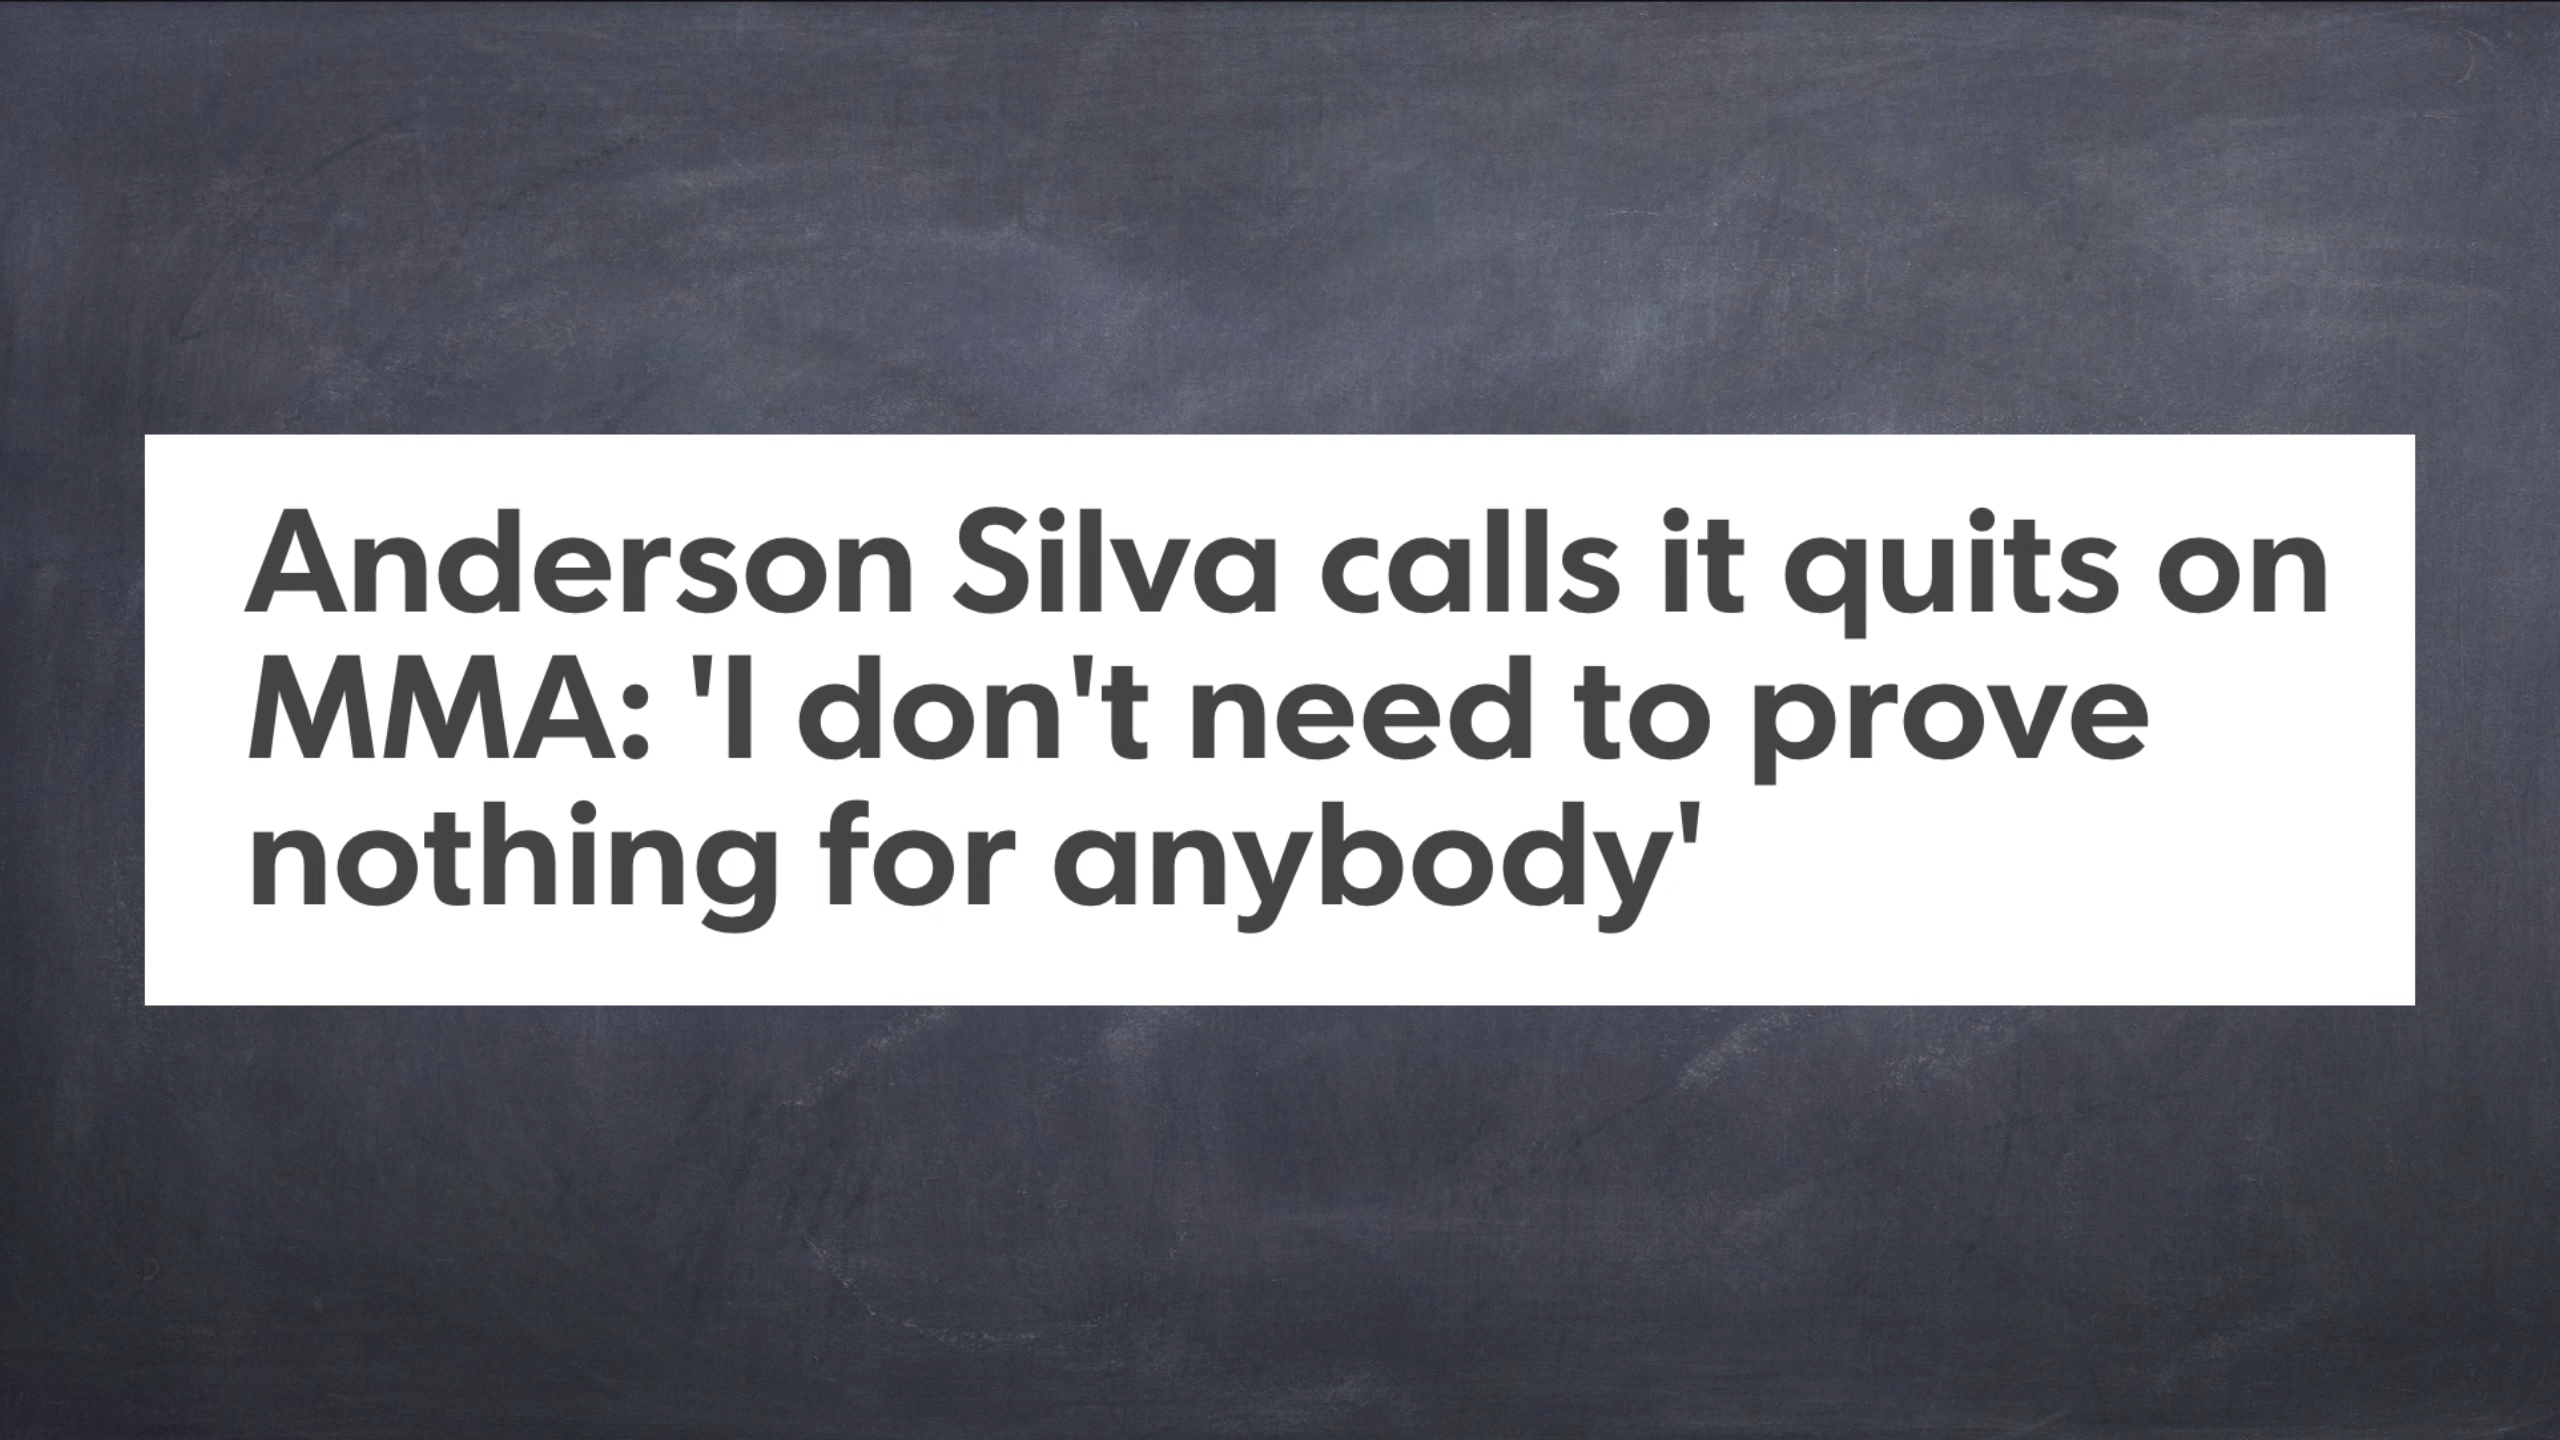 Anderson Silva calls it quits on
MMA: 'I don't need to prove
nothing for anybody'